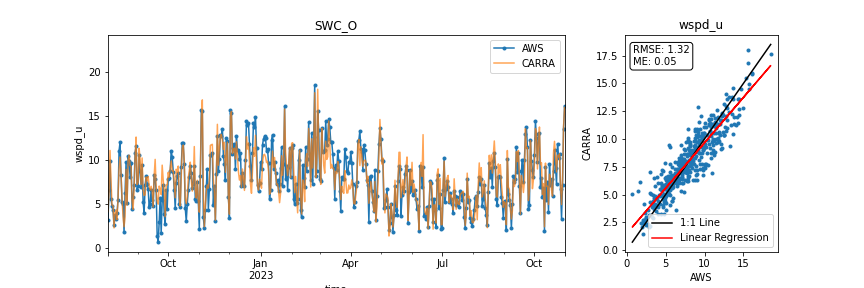 SWC_O
wspd_u
20
15
10
5
0
AWS
CARRA
Oct
Jan
2023
Apr
Jul
Oct
time
wspd_u
CARRA
17.5
15.0
12.5
10.0
7.5
5.0
2.5
0.0
RMSE: 1.32
ME: 0.05
1:1 Line
Linear Regression
0
5
10
15
AWS